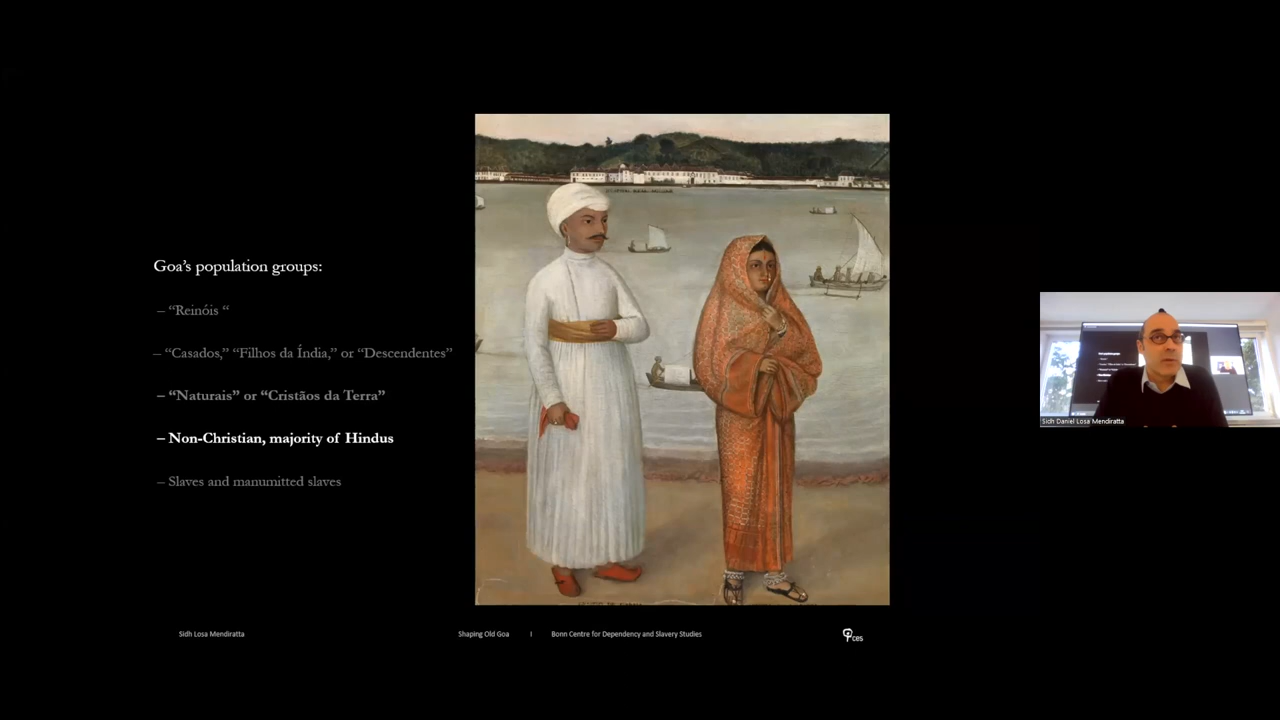 Goa's population groups:
– “Reinóis “
– “Casados,” “Filhos da Índia,” or “Descendentes”
– “Naturais” or “Cristãos da Terra”
– Non-Christian, majority of Hindus
– Slaves and manumitted slaves
Sidh Daniel Losa Mendiratta
Sidh Losa Mendiratta
Shaping Old Goa I Bonn Centre for Dependency and Slavery Studies
ces